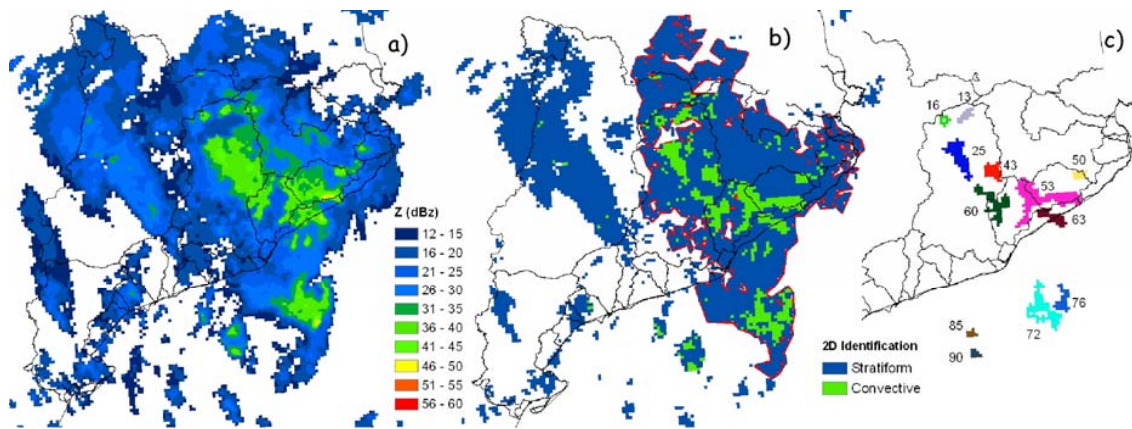 a)
Z (dBz)
12 - 15
16 - 20
21 - 25
26 - 30
31 - 35
36 - 40
41 - 45
46 - 50
51 - 55
56 - 60
b)
2D Identification
Stratiform
Convective
c)
16
13
25
43
50
53
60
63
76
72
85
90